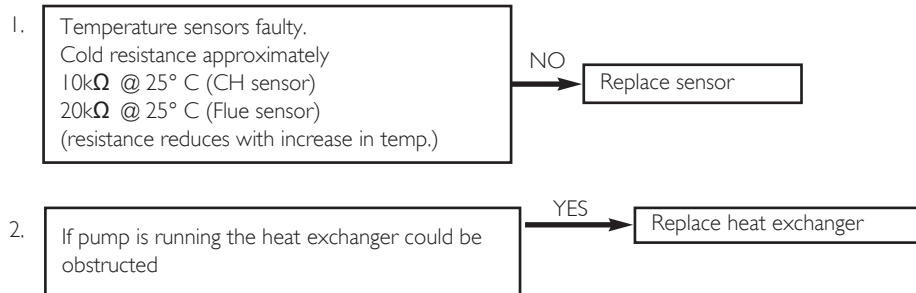 1.
Temperature sensors faulty.
Cold resistance approximately
10kΩ @ 25° C (CH sensor)
20kΩ @ 25° C (Flue sensor)
(resistance reduces with increase in temp.)
NO
Replace sensor
2.
If pump is running the heat exchanger could be
obstructed
YES
Replace heat exchanger